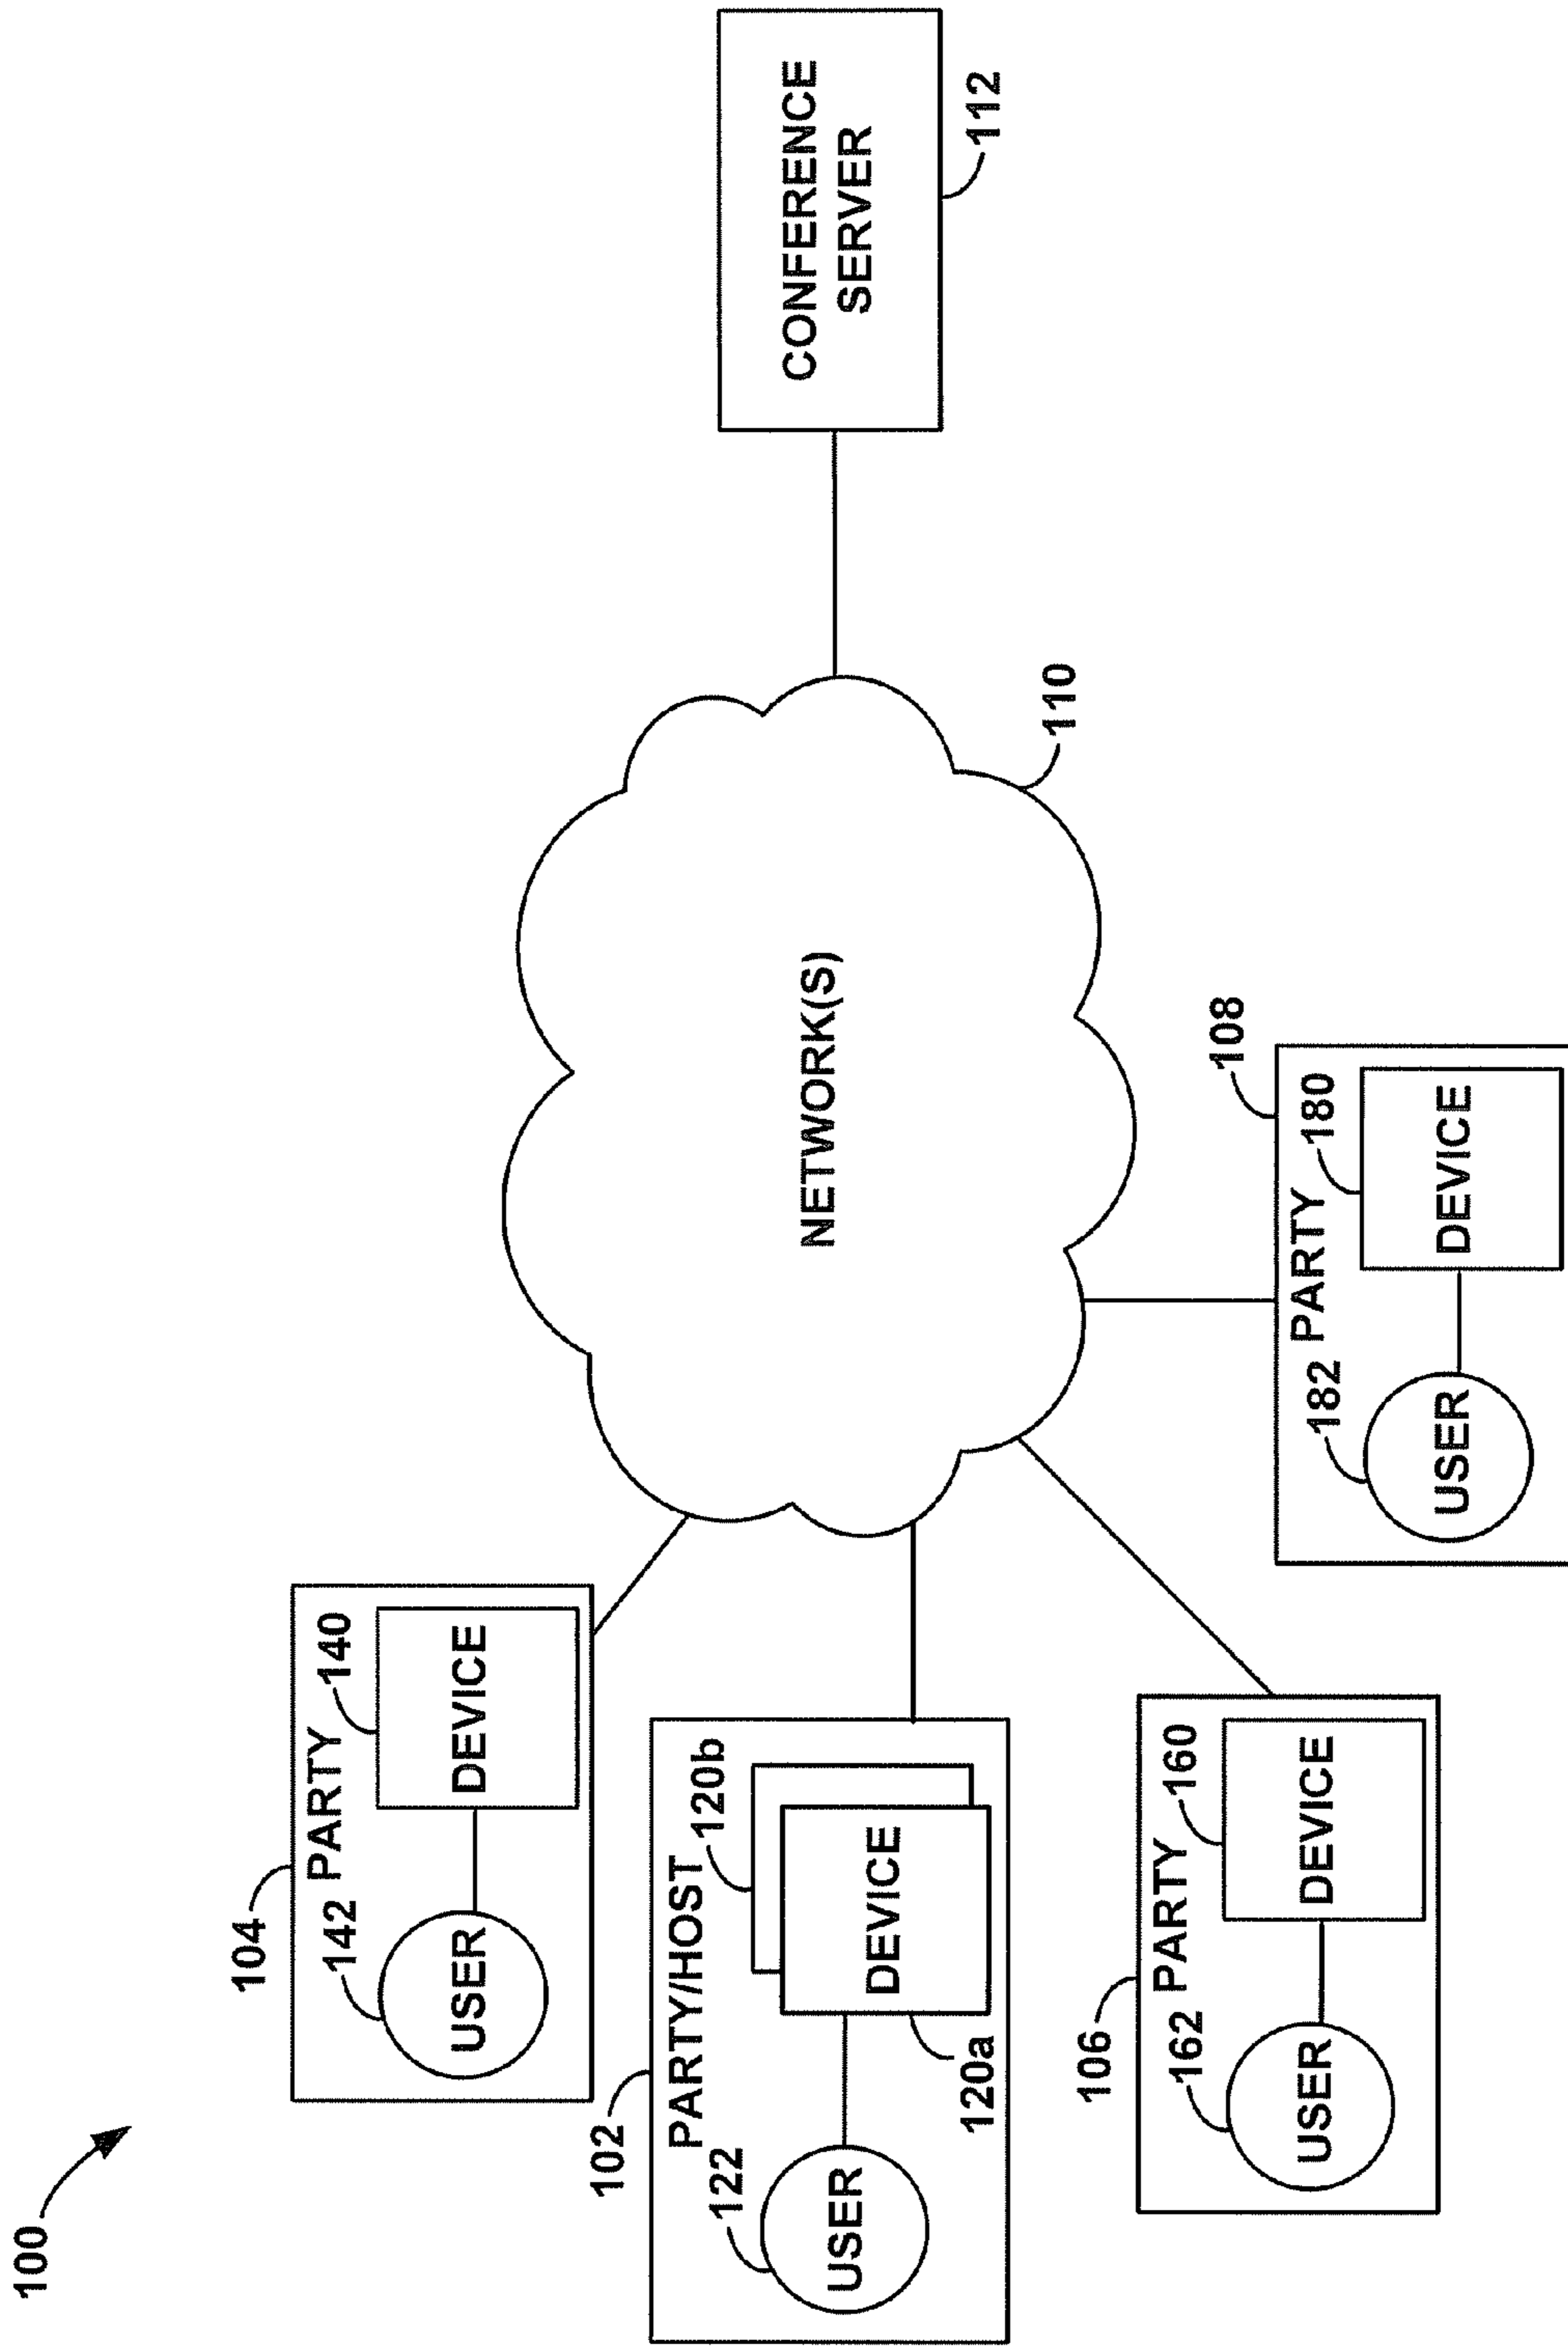 100
104
PARTY
142
140
USER
DEVICE
102
PARTY/HOST
122
120b
USER
DEVICE
120a
106
PARTY
162
160
USER
DEVICE
108
PARTY
182
180
USER
DEVICE
NETWORK(S)
110
CONFERENCE
SERVER
112